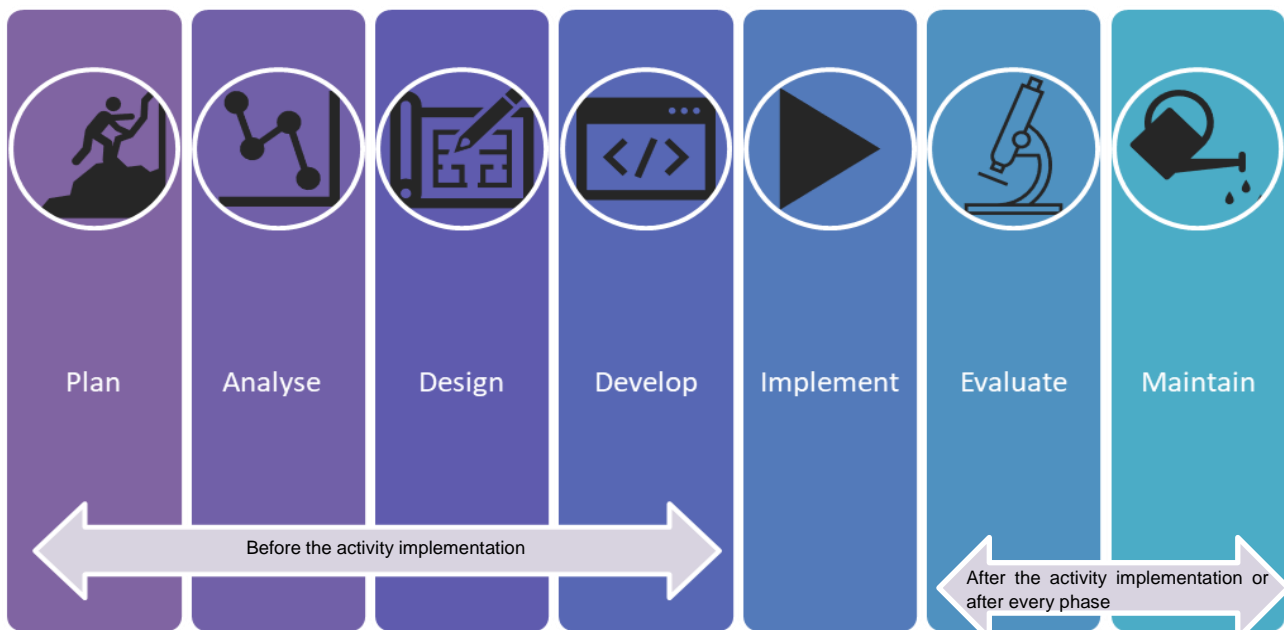 Plan
Analyse
Design
Develop
Implement
Evaluate
Maintain
Before the activity implementation
After the activity implementation or
after every phase